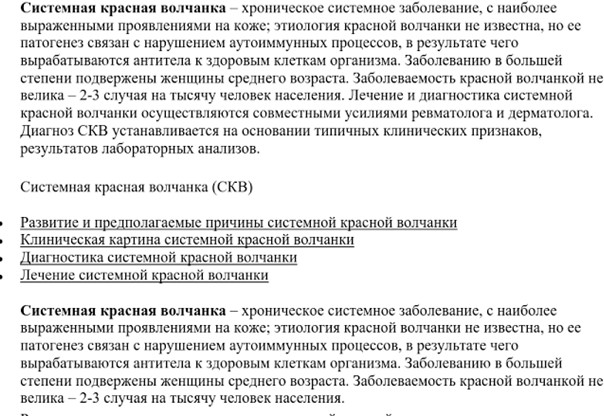 Системная красная волчанка – хроническое системное заболевание, с наиболее
выраженными проявлениями на коже; этиология красной волчанки не известна, но ее
патогенез связан с нарушением аутоиммунных процессов, в результате чего
вырабатываются антитела к здоровым клеткам организма. Заболеванию в большей
степени подвержены женщины среднего возраста. Заболеваемость красной волчанкой не
велика – 2-3 случая на тысячу человек населения. Лечение и диагностика системной
красной волчанки осуществляются совместными усилиями ревматолога и дерматолога.
Диагноз СКВ устанавливается на основании типичных клинических признаков,
результатов лабораторных анализов.
Системная красная волчанка (СКВ)
Развитие и предполагаемые причины системной красной волчанки
Клиническая картина системной красной волчанки
Диагностика системной красной волчанки
Лечение системной красной волчанки
Системная красная волчанка – хроническое системное заболевание, с наиболее
выраженными проявлениями на коже; этиология красной волчанки не известна, но ее
патогенез связан с нарушением аутоиммунных процессов, в результате чего
вырабатываются антитела к здоровым клеткам организма. Заболеванию в большей
степени подвержены женщины среднего возраста. Заболеваемость красной волчанкой не
велика – 2-3 случая на тысячу человек населения.